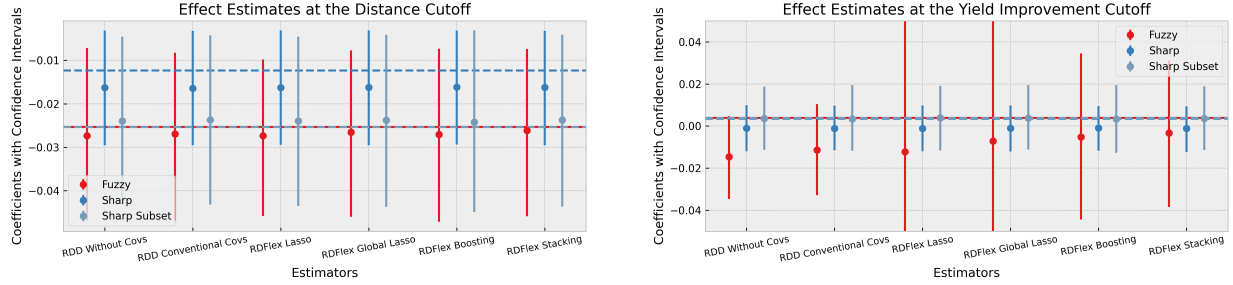 Effect Estimates at the Distance Cutoff
Coefficients with Confidence Intervals
−0.01
−0.02
−0.03
−0.04
Fuzzy
Sharp
Sharp Subset
RDD Without Covs
RDD Conventional Covs
RDFlex Lasso
RDFlex Global Lasso
RDFlex Boosting
RDFlex Stacking
Estimators
Effect Estimates at the Yield Improvement Cutoff
Coefficients with Confidence Intervals
0.04
0.02
0.00
−0.02
−0.04
Fuzzy
Sharp
Sharp Subset
RDD Without Covs
RDD Conventional Covs
RDFlex Lasso
RDFlex Global Lasso
RDFlex Boosting
RDFlex Stacking
Estimators